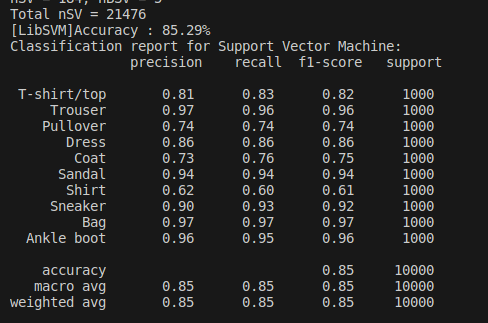 Total nSV = 21476
[LibSVM]Accuracy : 85.29%
Classification report for Support Vector Machine:
precision recall f1-score support
T-shirt/top 0.81 0.83 0.82 1000
Trouser 0.97 0.96 0.96 1000
Pullover 0.74 0.74 0.74 1000
Dress 0.86 0.86 0.86 1000
Coat 0.73 0.76 0.75 1000
Sandal 0.94 0.94 0.94 1000
Shirt 0.62 0.60 0.61 1000
Sneaker 0.90 0.93 0.92 1000
Bag 0.97 0.97 0.97 1000
Ankle boot 0.96 0.95 0.96 1000
accuracy 0.85 10000
macro avg 0.85 0.85 0.85 10000
weighted avg 0.85 0.85 0.85 10000